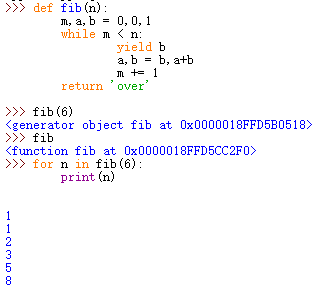 >>> def fib(n):
        m,a,b = 0,0,1
        while m < n:
                yield b
                a,b = b,a+b
                m += 1
        return 'over'
>>> fib(6)
<generator object fib at 0x0000018FFD5B0518>
>>> fib
<function fib at 0x0000018FFD5CC2F0>
>>> for n in fib(6):
        print(n)
1
1
2
3
5
8